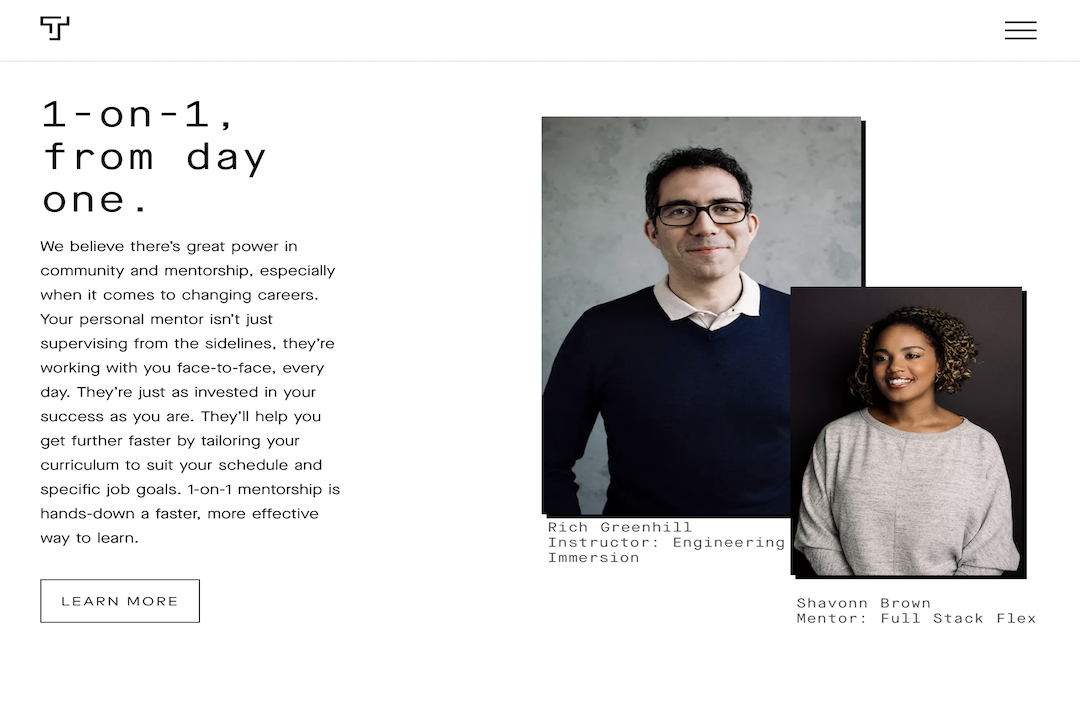 1-on-1,
from day
one.
We believe there's great power in
community and mentorship, especially
when it comes to changing careers.
Your personal mentor isn't just
supervising from the sidelines, they're
working with you face-to-face, every
day. They're just as invested in your
success as you are. They'll help you
get further faster by tailoring your
curriculum to suit your schedule and
specific job goals. 1-on-1 mentorship is
hands-down a faster, more effective
way to learn.
LEARN MORE
Rich Greenhill
Instructor: Engineering
Immersion
Shavonn Brown
Mentor: Full Stack Flex